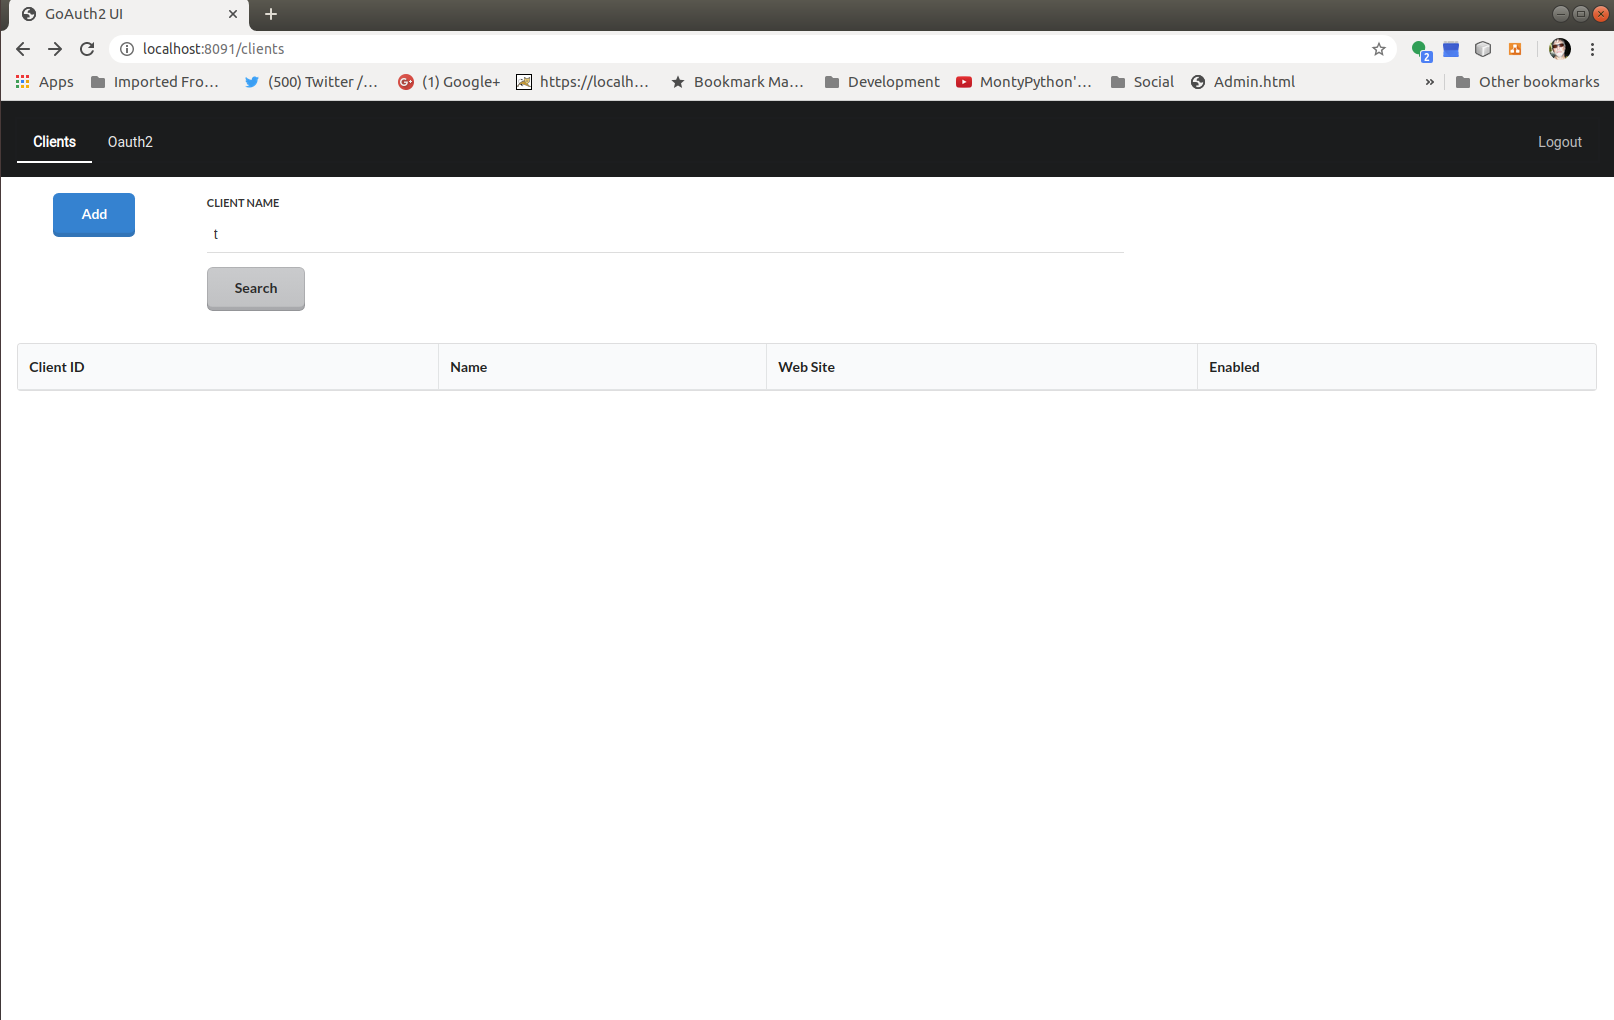 GoAuth2 UI
localhost:8091/clients
2
Apps Imported Fro... (500) Twitter /... (1) Google+ https://localh... Bookmark Ma... Development MontyPython'... Social Admin.html » Other bookmarks
Clients Oauth2 Logout
Add
CLIENT NAME
t
Search
Client ID Name Web Site Enabled